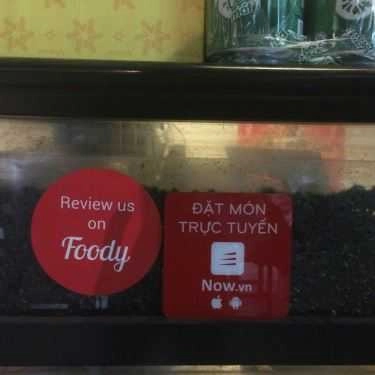 Review us
on
Foody
ĐẶT MÓN
TRỰC TUYẾN
Now.vn